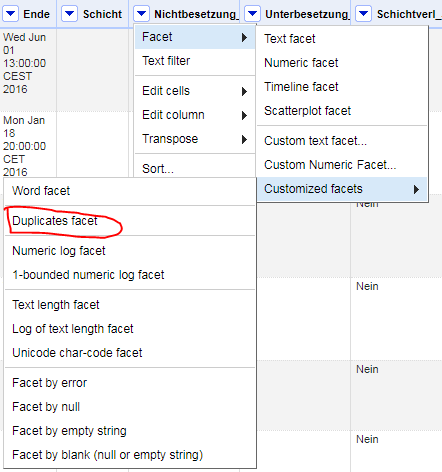 Ende
Schicht
Nichtbesetzung_
Unterbesetzung_
Schichtverl_
Wed Jun
01
13:00:00
CEST
2016
Mon Jan
18
20:00:00
CET
2016
Facet
Text filter
Edit cells
Edit column
Transpose
Sort...
Text facet
Numeric facet
Timeline facet
Scatterplot facet
Custom text facet...
Custom Numeric Facet...
Customized facets
Word facet
Duplicates facet
Numeric log facet
1-bounded numeric log facet
Text length facet
Log of text length facet
Unicode char-code facet
Facet by error
Facet by null
Facet by empty string
Facet by blank (null or empty string)
Nein
Nein
Nein